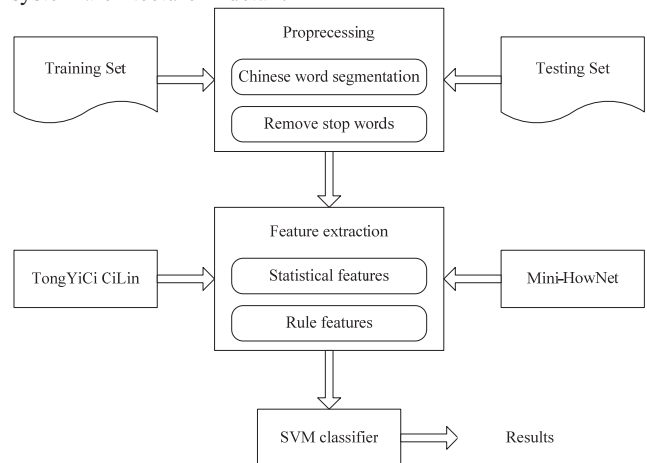 Proprecessing
Training Set
Chinese word segmentation
Testing Set
Remove stop words
Feature extraction
TongYiCi CiLin
Statistical features
Mini-HowNet
Rule features
SVM classifier
Results